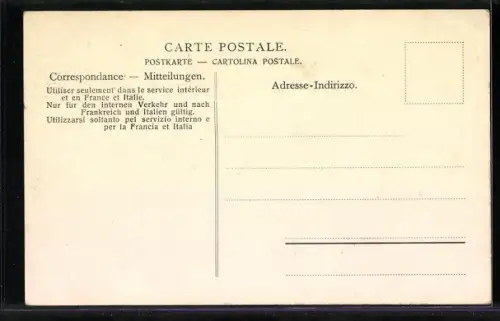 CARTE POSTALE.
POSTKARTE — CARTOLINA POSTALE.
Correspondance — Mitteilungen.
Utiliser seulement dans le service intérieur
et en France et Italie.
Nur für den internen Verkehr und nach
Frankreich und Italien giltig.
Utilizzarsi soltanto pel servizio interno e
per la Francia et Italia
Adresse-Indirizzo.